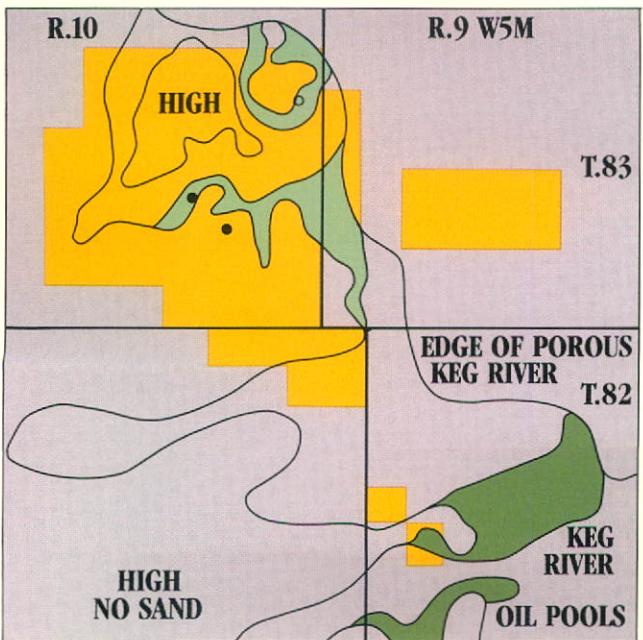 R.10
R.9 W5M
HIGH
T.83
EDGE OF POROUS
KEG RIVER
T.82
KEG
RIVER
HIGH
NO SAND
OIL POOLS